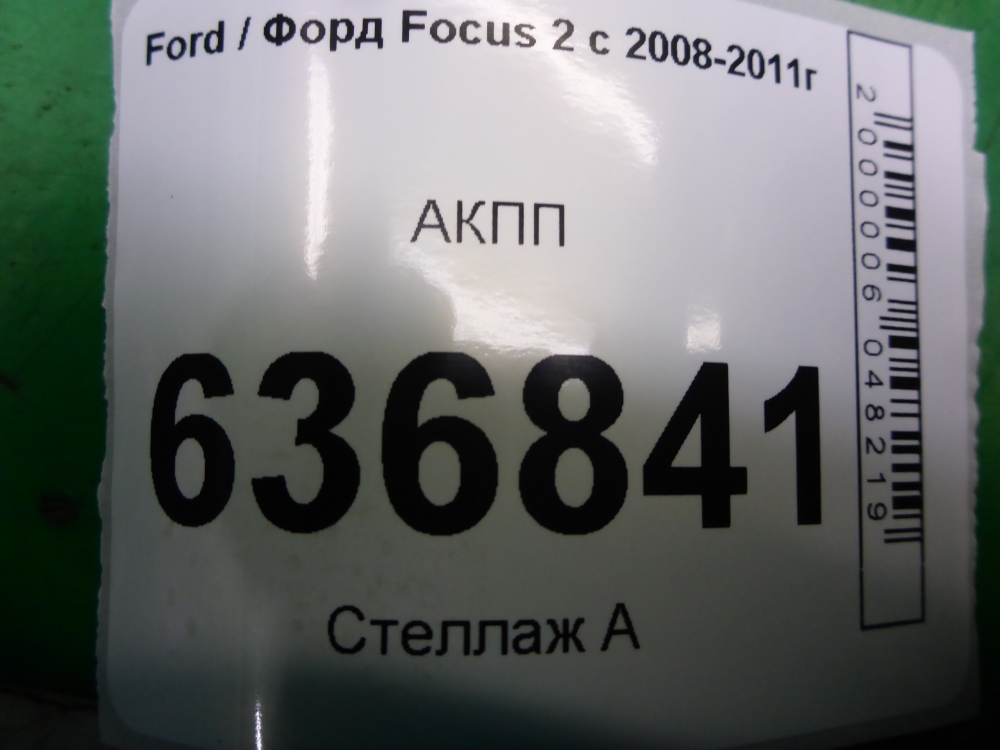 Ford / Форд Focus 2 с 2008-2011г
АКПП
636841
Стеллаж А
2000006048219